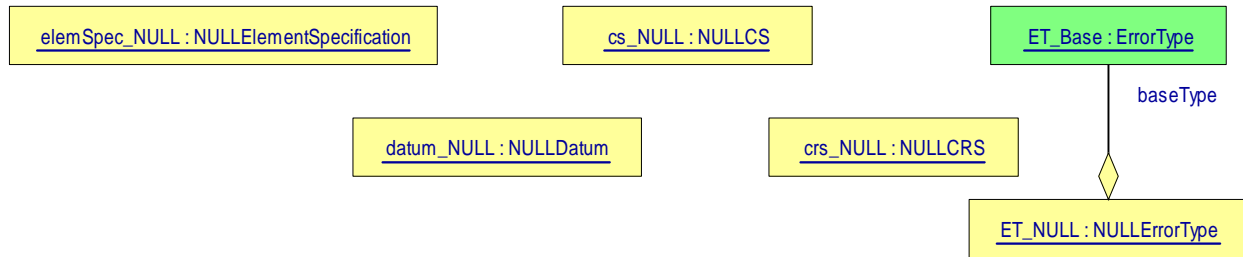 elemSpec_NULL : NULLElementSpecification
cs_NULL : NULLCS
ET_Base : ErrorType
baseType
datum_NULL : NULLDatum
crs_NULL : NULLCRS
ET_NULL : NULLErrorType